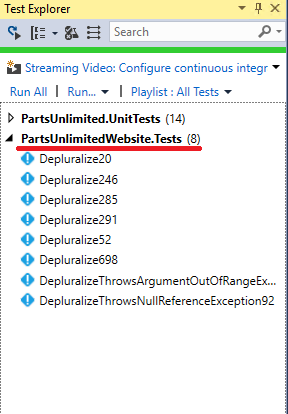 Test Explorer
Search
Streaming Video: Configure continuous integr
Run All | Run... | Playlist : All Tests
PartsUnlimited.UnitTests (14)
PartsUnlimitedWebsite.Tests (8)
Depluralize20
Depluralize246
Depluralize285
Depluralize291
Depluralize52
Depluralize698
DepluralizeThrowsArgumentOutOfRangeEx...
DepluralizeThrowsNullReferenceException92